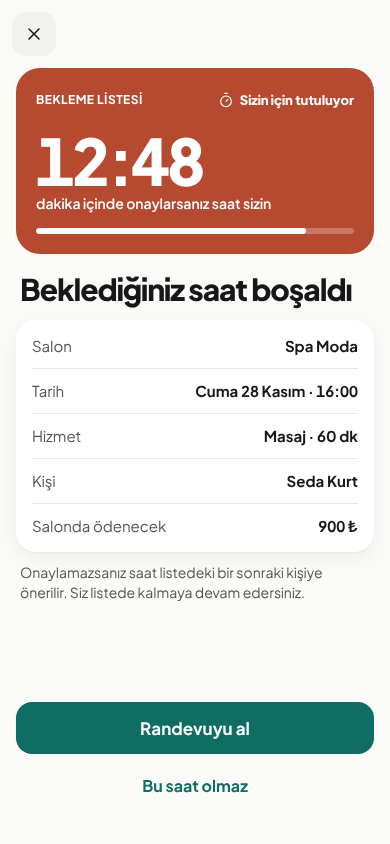 BEKLEME LİSTESİ
Sizin için tutuluyor
12:48
dakika içinde onaylarsanız saat sizin
Beklediğiniz saat boşaldı
Salon
Spa Moda
Tarih
Cuma 28 Kasım · 16:00
Hizmet
Masaj · 60 dk
Kişi
Seda Kurt
Salonda ödenecek
900 ₺
Onaylamazsanız saat listedeki bir sonraki kişiye
önerilir. Siz listede kalmaya devam edersiniz.
Randevuyu al
Bu saat olmaz